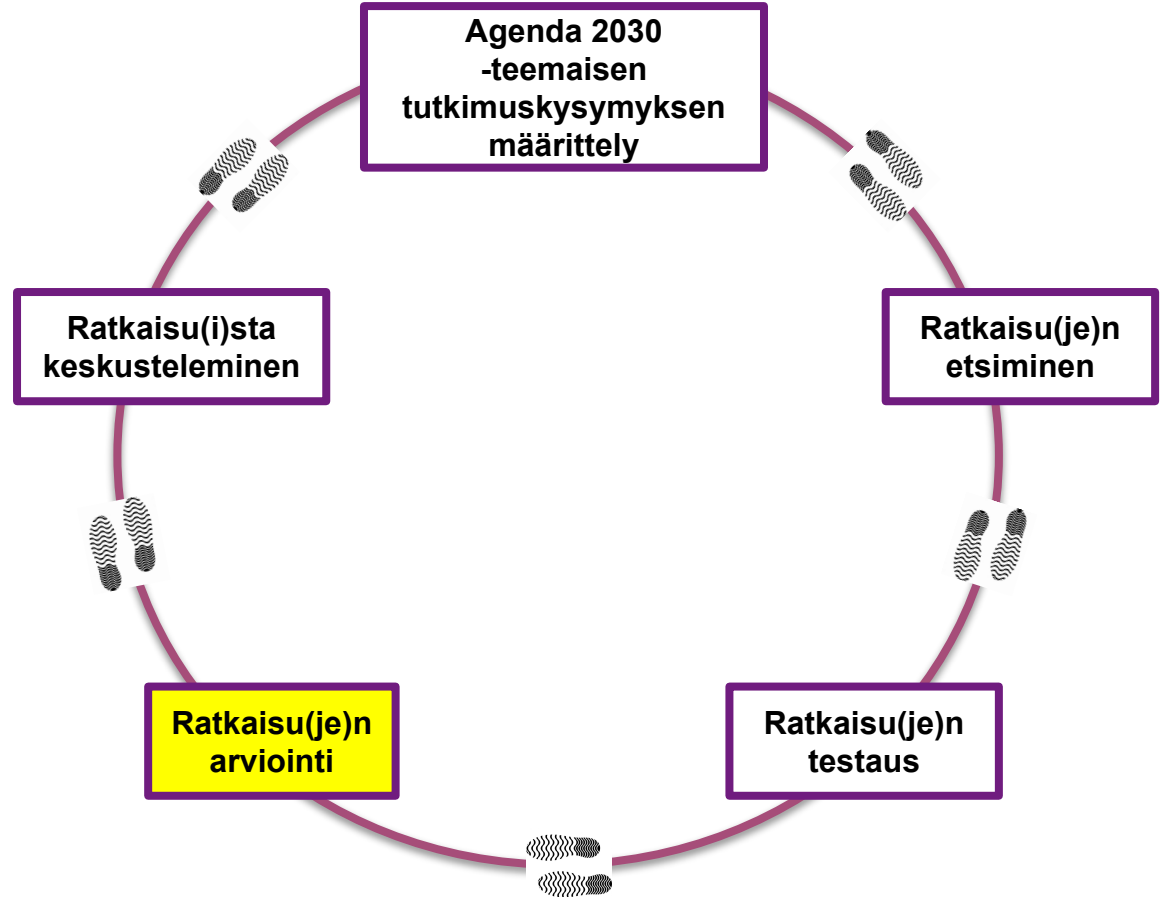 Agenda 2030
-teemaisen
tutkimuskysymyksen
määrittely
Ratkaisu(je)n
etsiminen
Ratkaisu(je)n
testaus
Ratkaisu(je)n
arviointi
Ratkaisu(i)sta
keskusteleminen